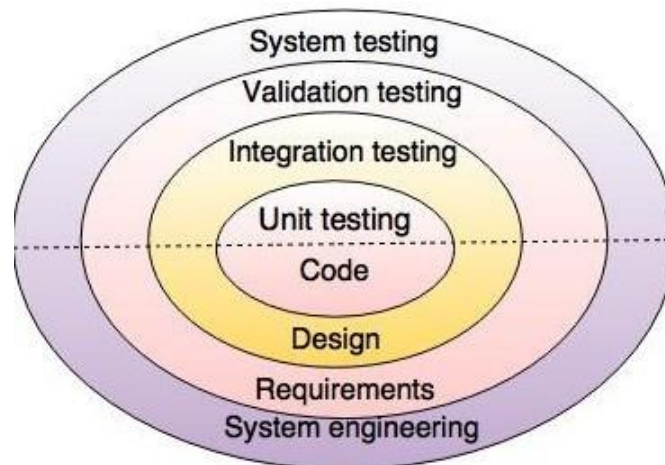 System testing
Validation testing
Integration testing
Unit testing
Code
Design
Requirements
System engineering